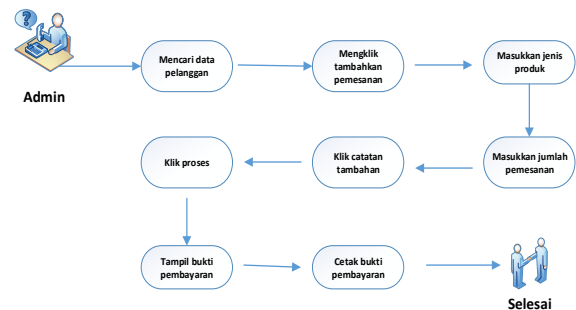 Admin
Mencari data
pelanggan
Mengklik
tambahkan
pemesanan
Masukkan jenis
produk
Masukkan jumlah
pemesanan
Klik catatan
tambahan
Klik proses
Tampil bukti
pembayaran
Cetak bukti
pembayaran
Selesai